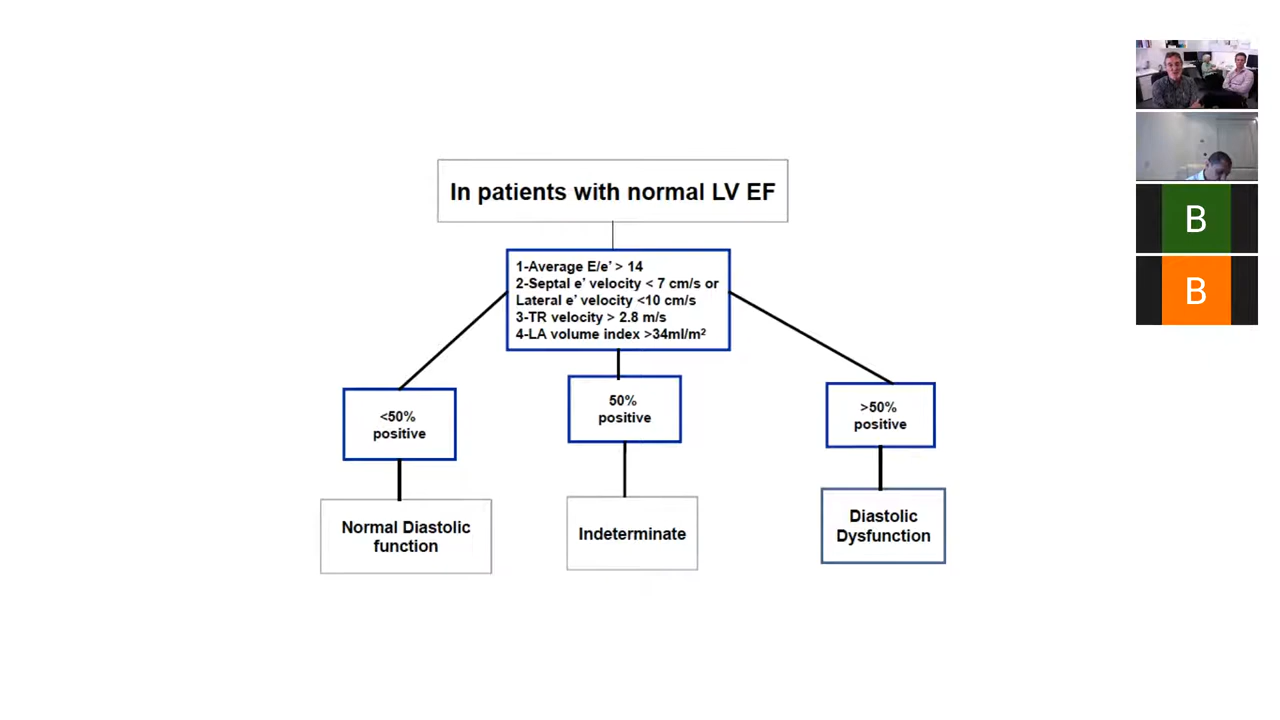 In patients with normal LV EF
1-Average E/e’ > 14
2-Septal e’ velocity < 7 cm/s or
Lateral e’ velocity <10 cm/s
3-TR velocity > 2.8 m/s
4-LA volume index >34ml/m²
<50%
positive
50%
positive
>50%
positive
Normal Diastolic
function
Indeterminate
Diastolic
Dysfunction
B
B